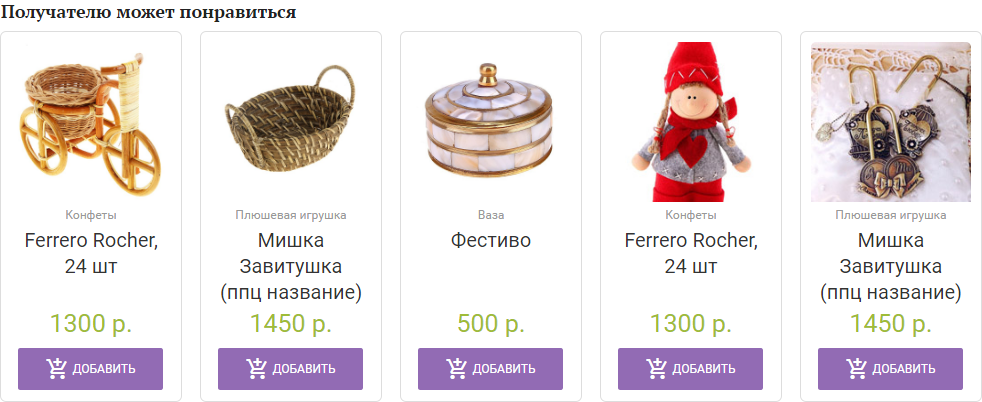 Получателю может понравиться
Конфеты
Ferrero Rocher,
24 шт
1300 р.
ДОБАВИТЬ
Плюшевая игрушка
Мишка
Завитушка
(ппц название)
1450 р.
ДОБАВИТЬ
Ваза
Фестиво
500 р.
ДОБАВИТЬ
Конфеты
Ferrero Rocher,
24 шт
1300 р.
ДОБАВИТЬ
Плюшевая игрушка
Мишка
Завитушка
(ппц название)
1450 р.
ДОБАВИТЬ